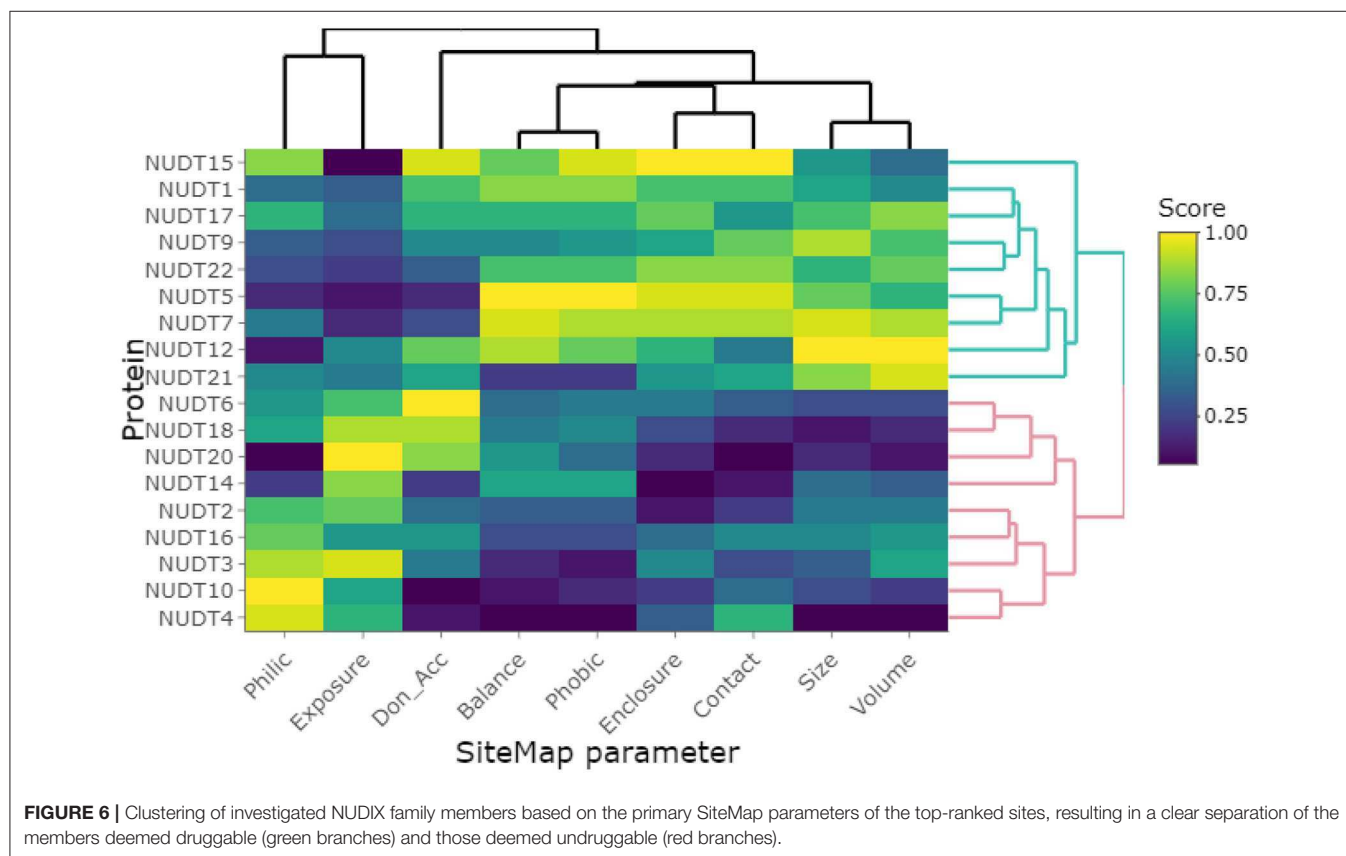 NUDT15
NUDT1
NUDT17
NUDT9
NUDT22
NUDT5
NUDT7
NUDT12
NUDT21
NUDT6
NUDT18
NUDT20
NUDT14
NUDT2
NUDT16
NUDT3
NUDT10
NUDT4
Protein
Philic
Exposure
Don_Acc
Balance
Phobic
Enclosure
Contact
Size
Volume
SiteMap parameter
Score
1.00
0.75
0.50
0.25
FIGURE 6 | Clustering of investigated NUDIX family members based on the primary SiteMap parameters of the top-ranked sites, resulting in a clear separation of the
members deemed druggable (green branches) and those deemed undruggable (red branches).